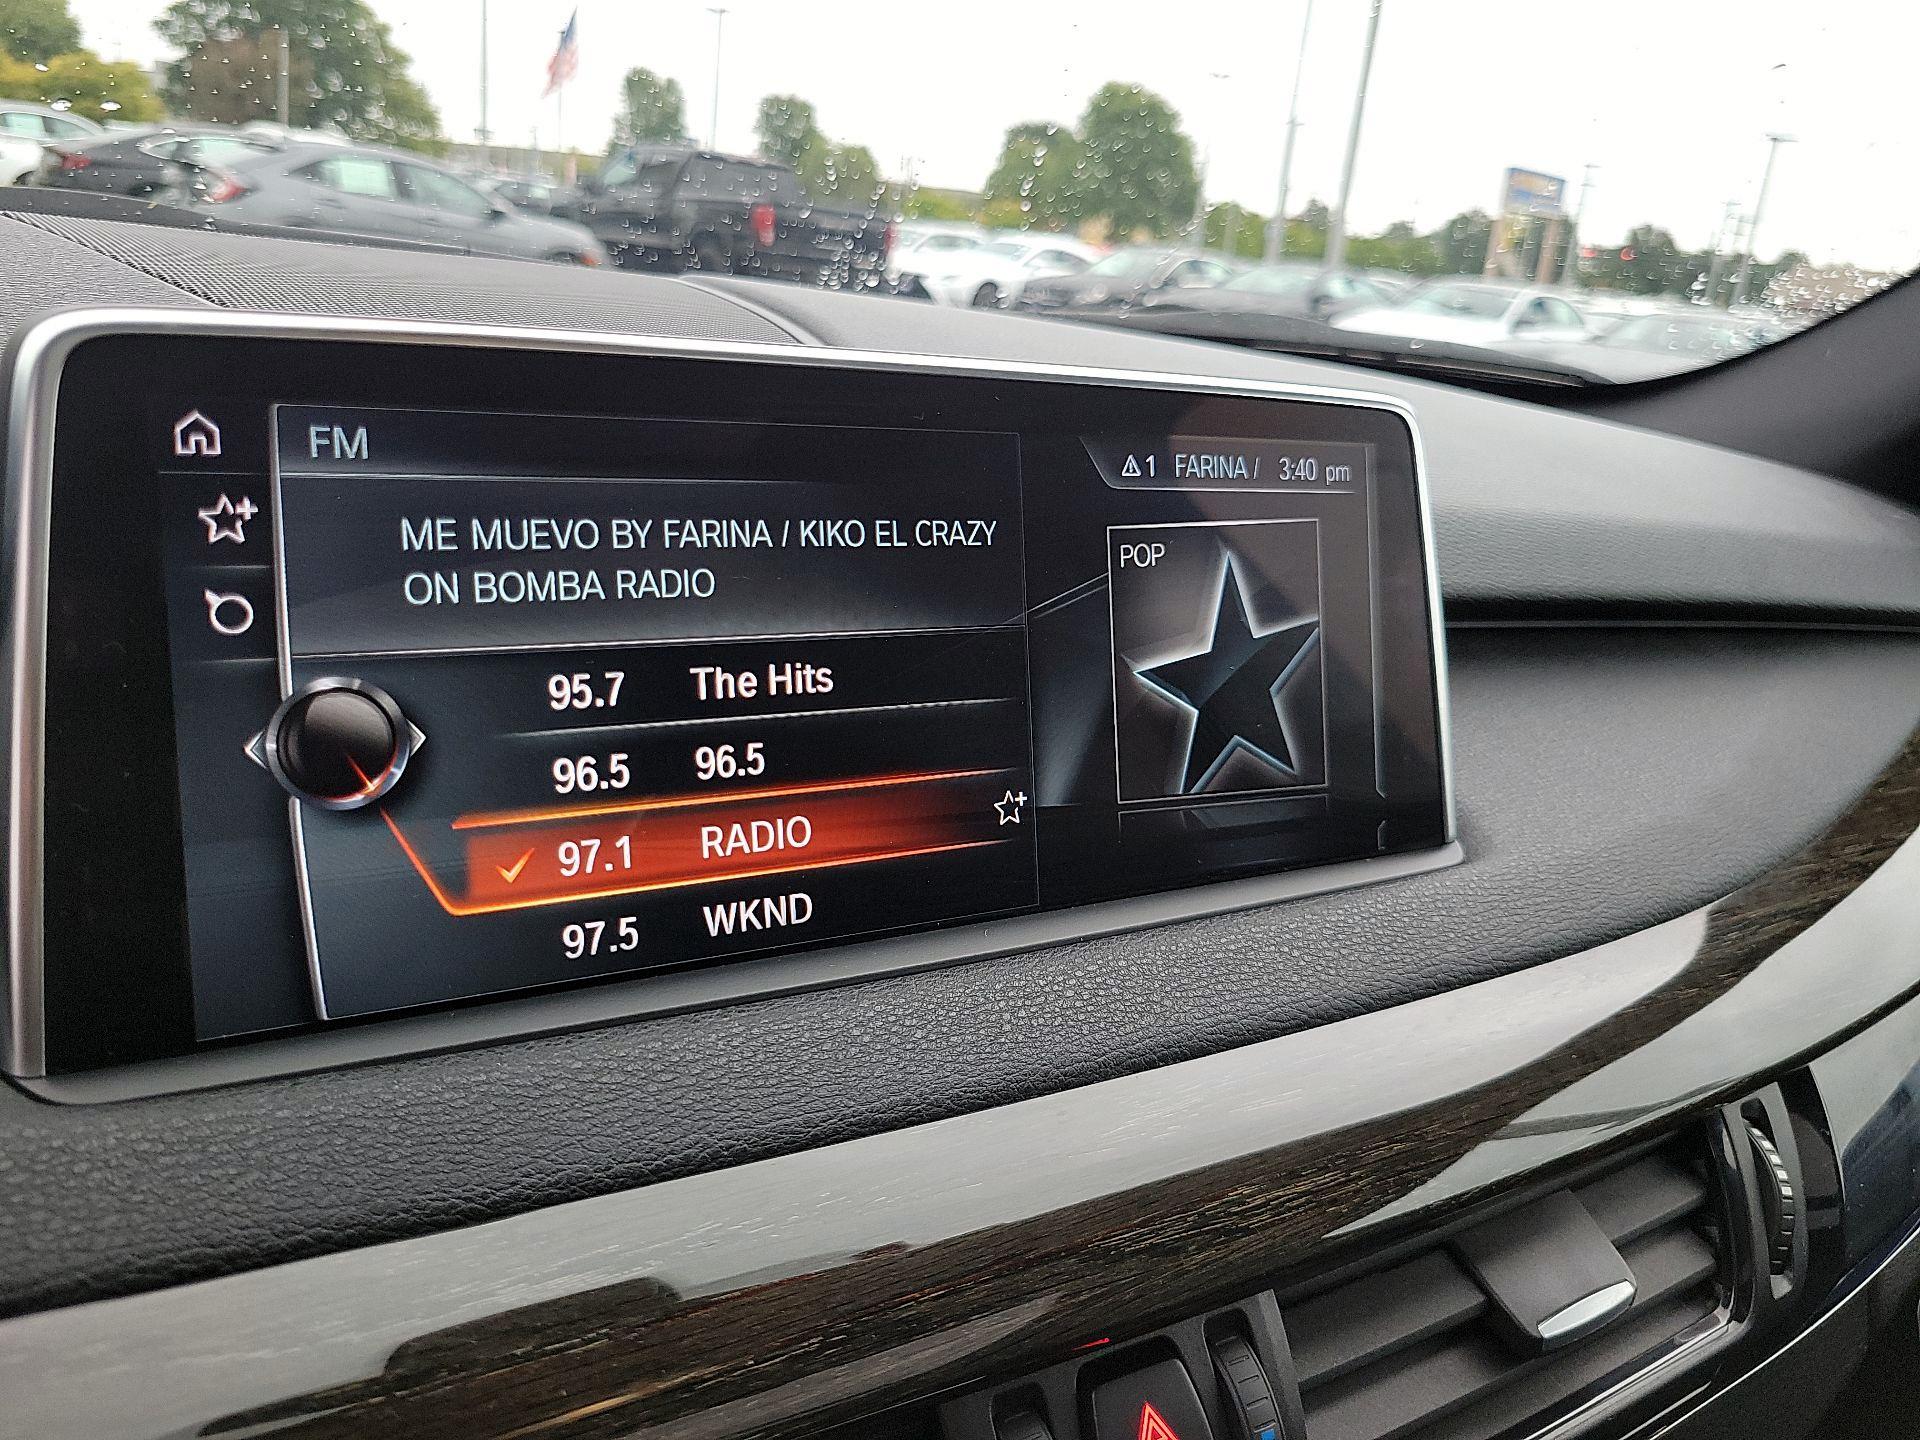 FM
1 FARINA / 3:40 pm
ME MUEVO BY FARINA / KIKO EL CRAZY
ON BOMBA RADIO
POP
95.7 The Hits
96.5 96.5
97.1 RADIO
97.5 WKND